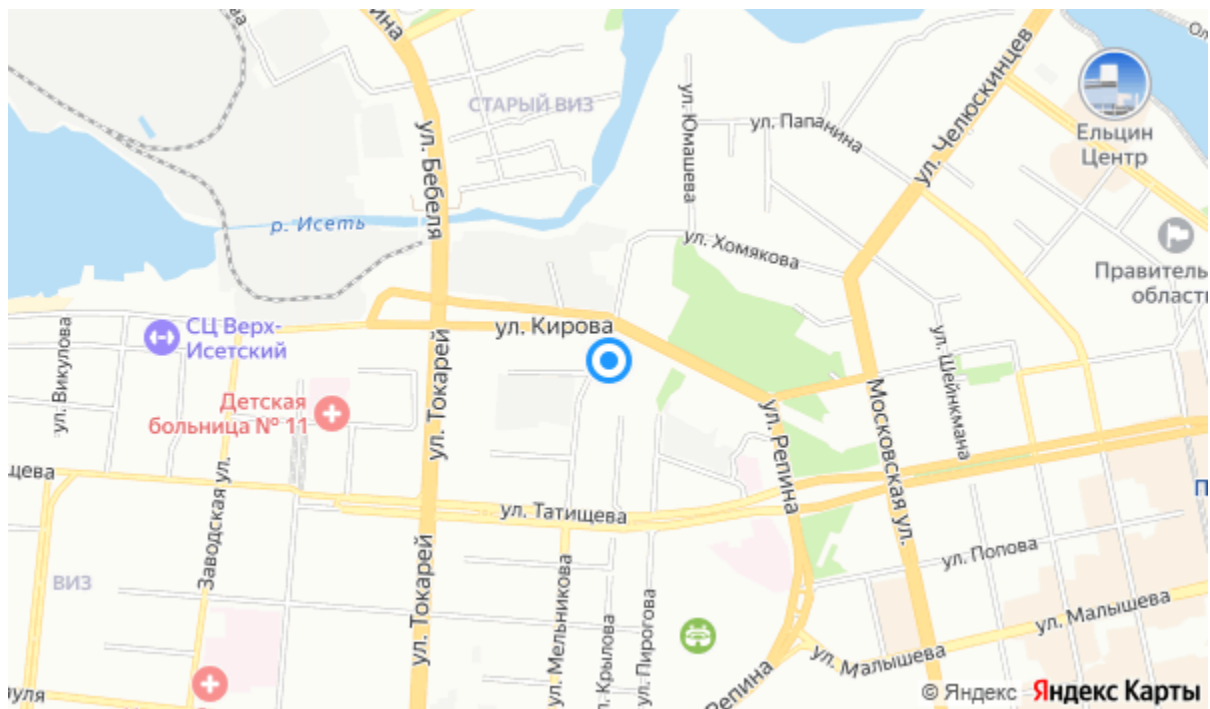 ул. Бебеля
СТАРЫЙ ВИЗ
ул. Юмашева
ул. Папанина
ул. Челюскинцев
Ельцин
Центр
р. Исеть
ул. Хомякова
Правитель
област
ул. Викулова
СЦ Верх-
Исетский
ул. Кирова
ул. Шейнкмана
Детская
больница № 11
ул. Токарей
ул. Репина
Московская ул.
щева
Заводская ул.
ул. Татищева
П
ул. Попова
ВИЗ
ул. Токарей
ул. Мельникова
ул. Крылова
ул. Пирогова
ул. Малышева
ул. Малышева
Репина
уля
© Яндекс Яндекс Карты